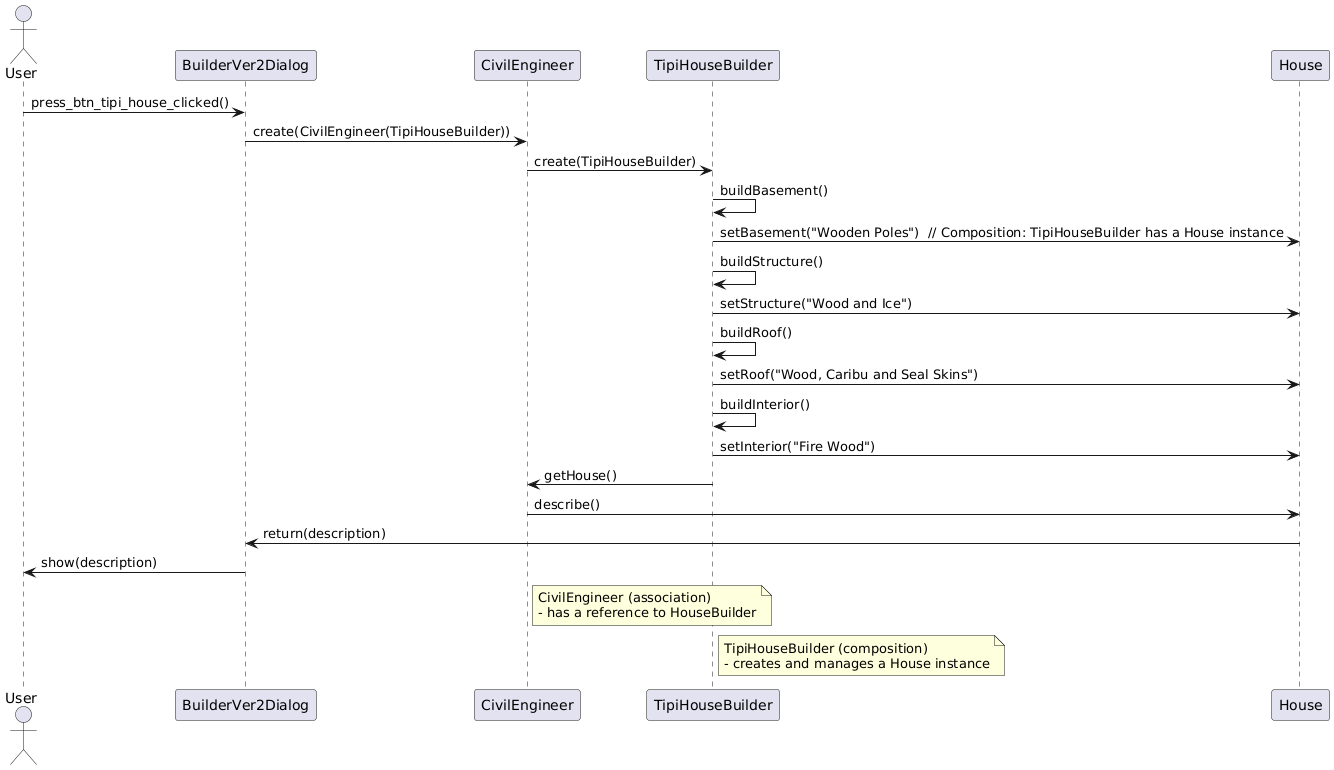 User
BuilderVer2Dialog
CivilEngineer
TipiHouseBuilder
House
press_btn_tipi_house_clicked()
create(CivilEngineer(TipiHouseBuilder))
create(TipiHouseBuilder)
buildBasement()
setBasement("Wooden Poles")  // Composition: TipiHouseBuilder has a House instance
buildStructure()
setStructure("Wood and Ice")
buildRoof()
setRoof("Wood, Caribu and Seal Skins")
buildInterior()
setInterior("Fire Wood")
getHouse()
describe()
return(description)
show(description)
CivilEngineer (association)
- has a reference to HouseBuilder
TipiHouseBuilder (composition)
- creates and manages a House instance
User
BuilderVer2Dialog
CivilEngineer
TipiHouseBuilder
House